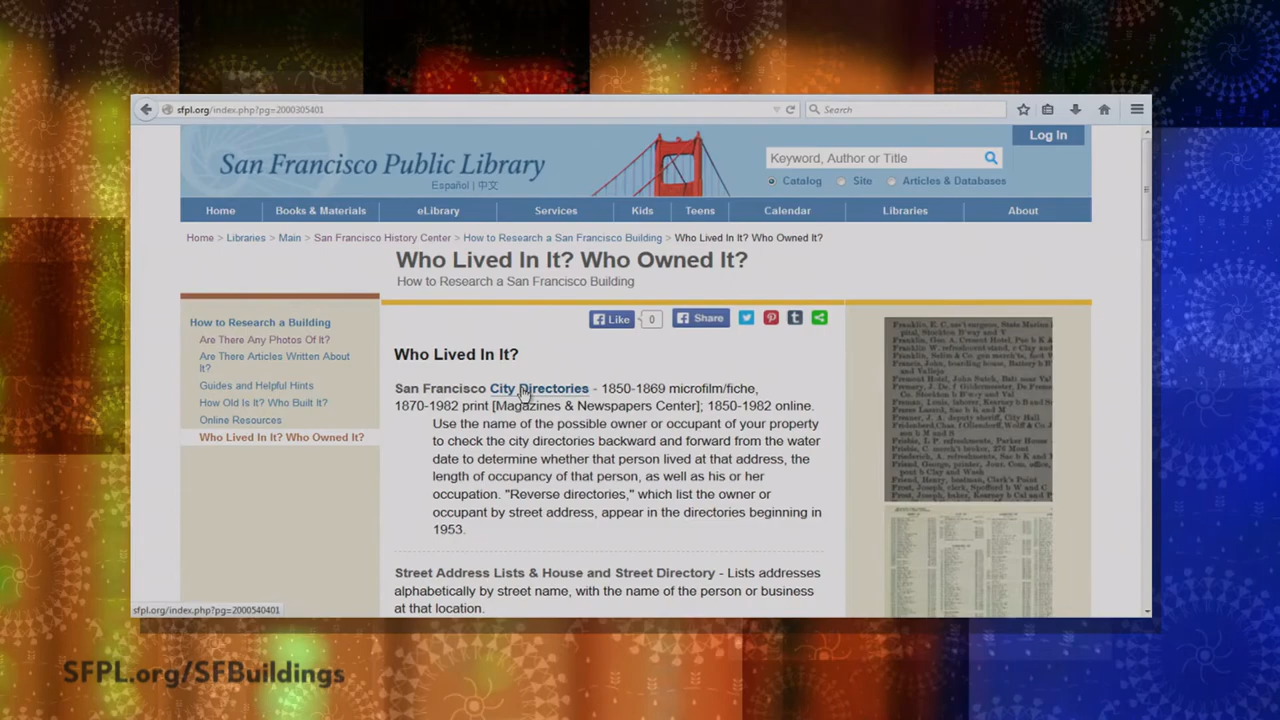 sfpl.org/index.php?pg=2000305401
Search
Log In
San Francisco Public Library
Español | 中文
Keyword, Author or Title
Catalog Site Articles & Databases
Home Books & Materials eLibrary Services Kids Teens Calendar Libraries About
Home > Libraries > Main > San Francisco History Center > How to Research a San Francisco Building > Who Lived In It? Who Owned It?
Who Lived In It? Who Owned It?
How to Research a San Francisco Building
How to Research a Building
Are There Any Photos Of It?
Are There Articles Written About
It?
Guides and Helpful Hints
How Old Is It? Who Built It?
Online Resources
Who Lived In It? Who Owned It?
Like 0 Share
Who Lived In It?
San Francisco City Directories - 1850-1869 microfilm/fiche,
1870-1982 print [Magazines & Newspapers Center]; 1850-1982 online.
Use the name of the possible owner or occupant of your property
to check the city directories backward and forward from the water
date to determine whether that person lived at that address, the
length of occupancy of that person, as well as his or her
occupation. "Reverse directories," which list the owner or
occupant by street address, appear in the directories beginning in
1953.
Street Address Lists & House and Street Directory - Lists addresses
alphabetically by street name, with the name of the person or business
at that location.
sfpl.org/index.php?pg=2000540401
SFPL.org/SFBuildings